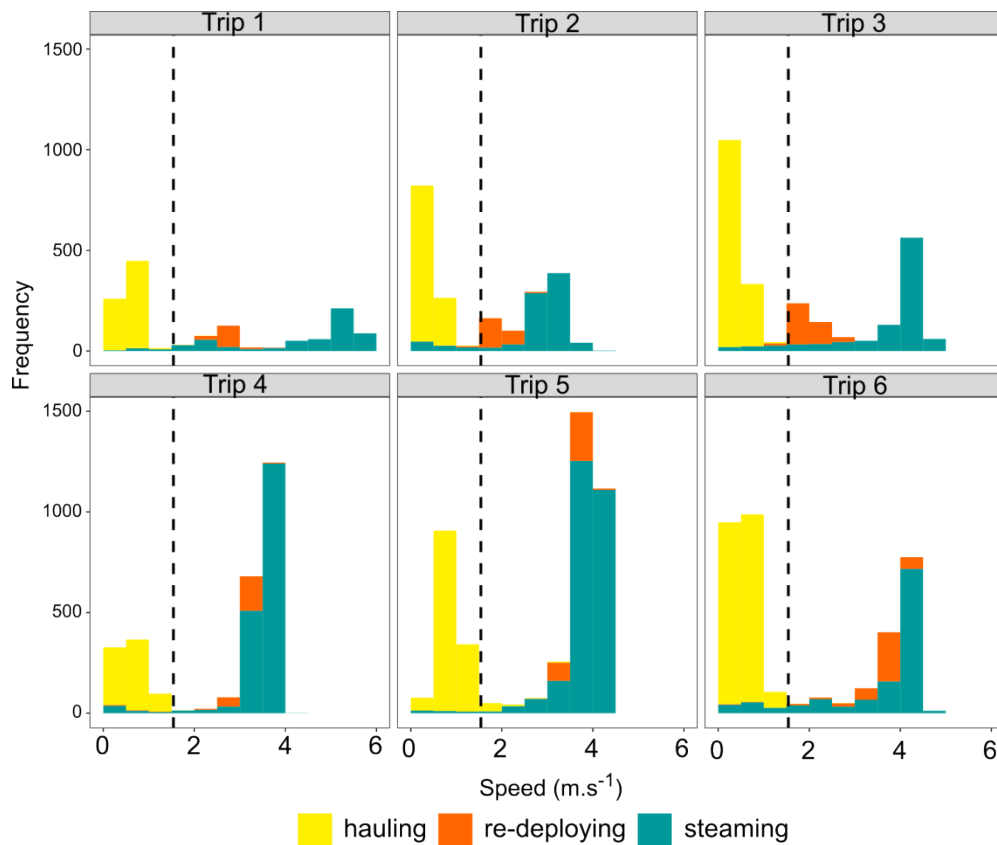 Trip 1 Trip 2 Trip 3
1500
1000
500
0
Frequency
Trip 4 Trip 5 Trip 6
1500
1000
500
0
0 2 4 6 0 2 4 6 0 2 4 6
Speed (m.s⁻¹)
hauling re-deploying steaming